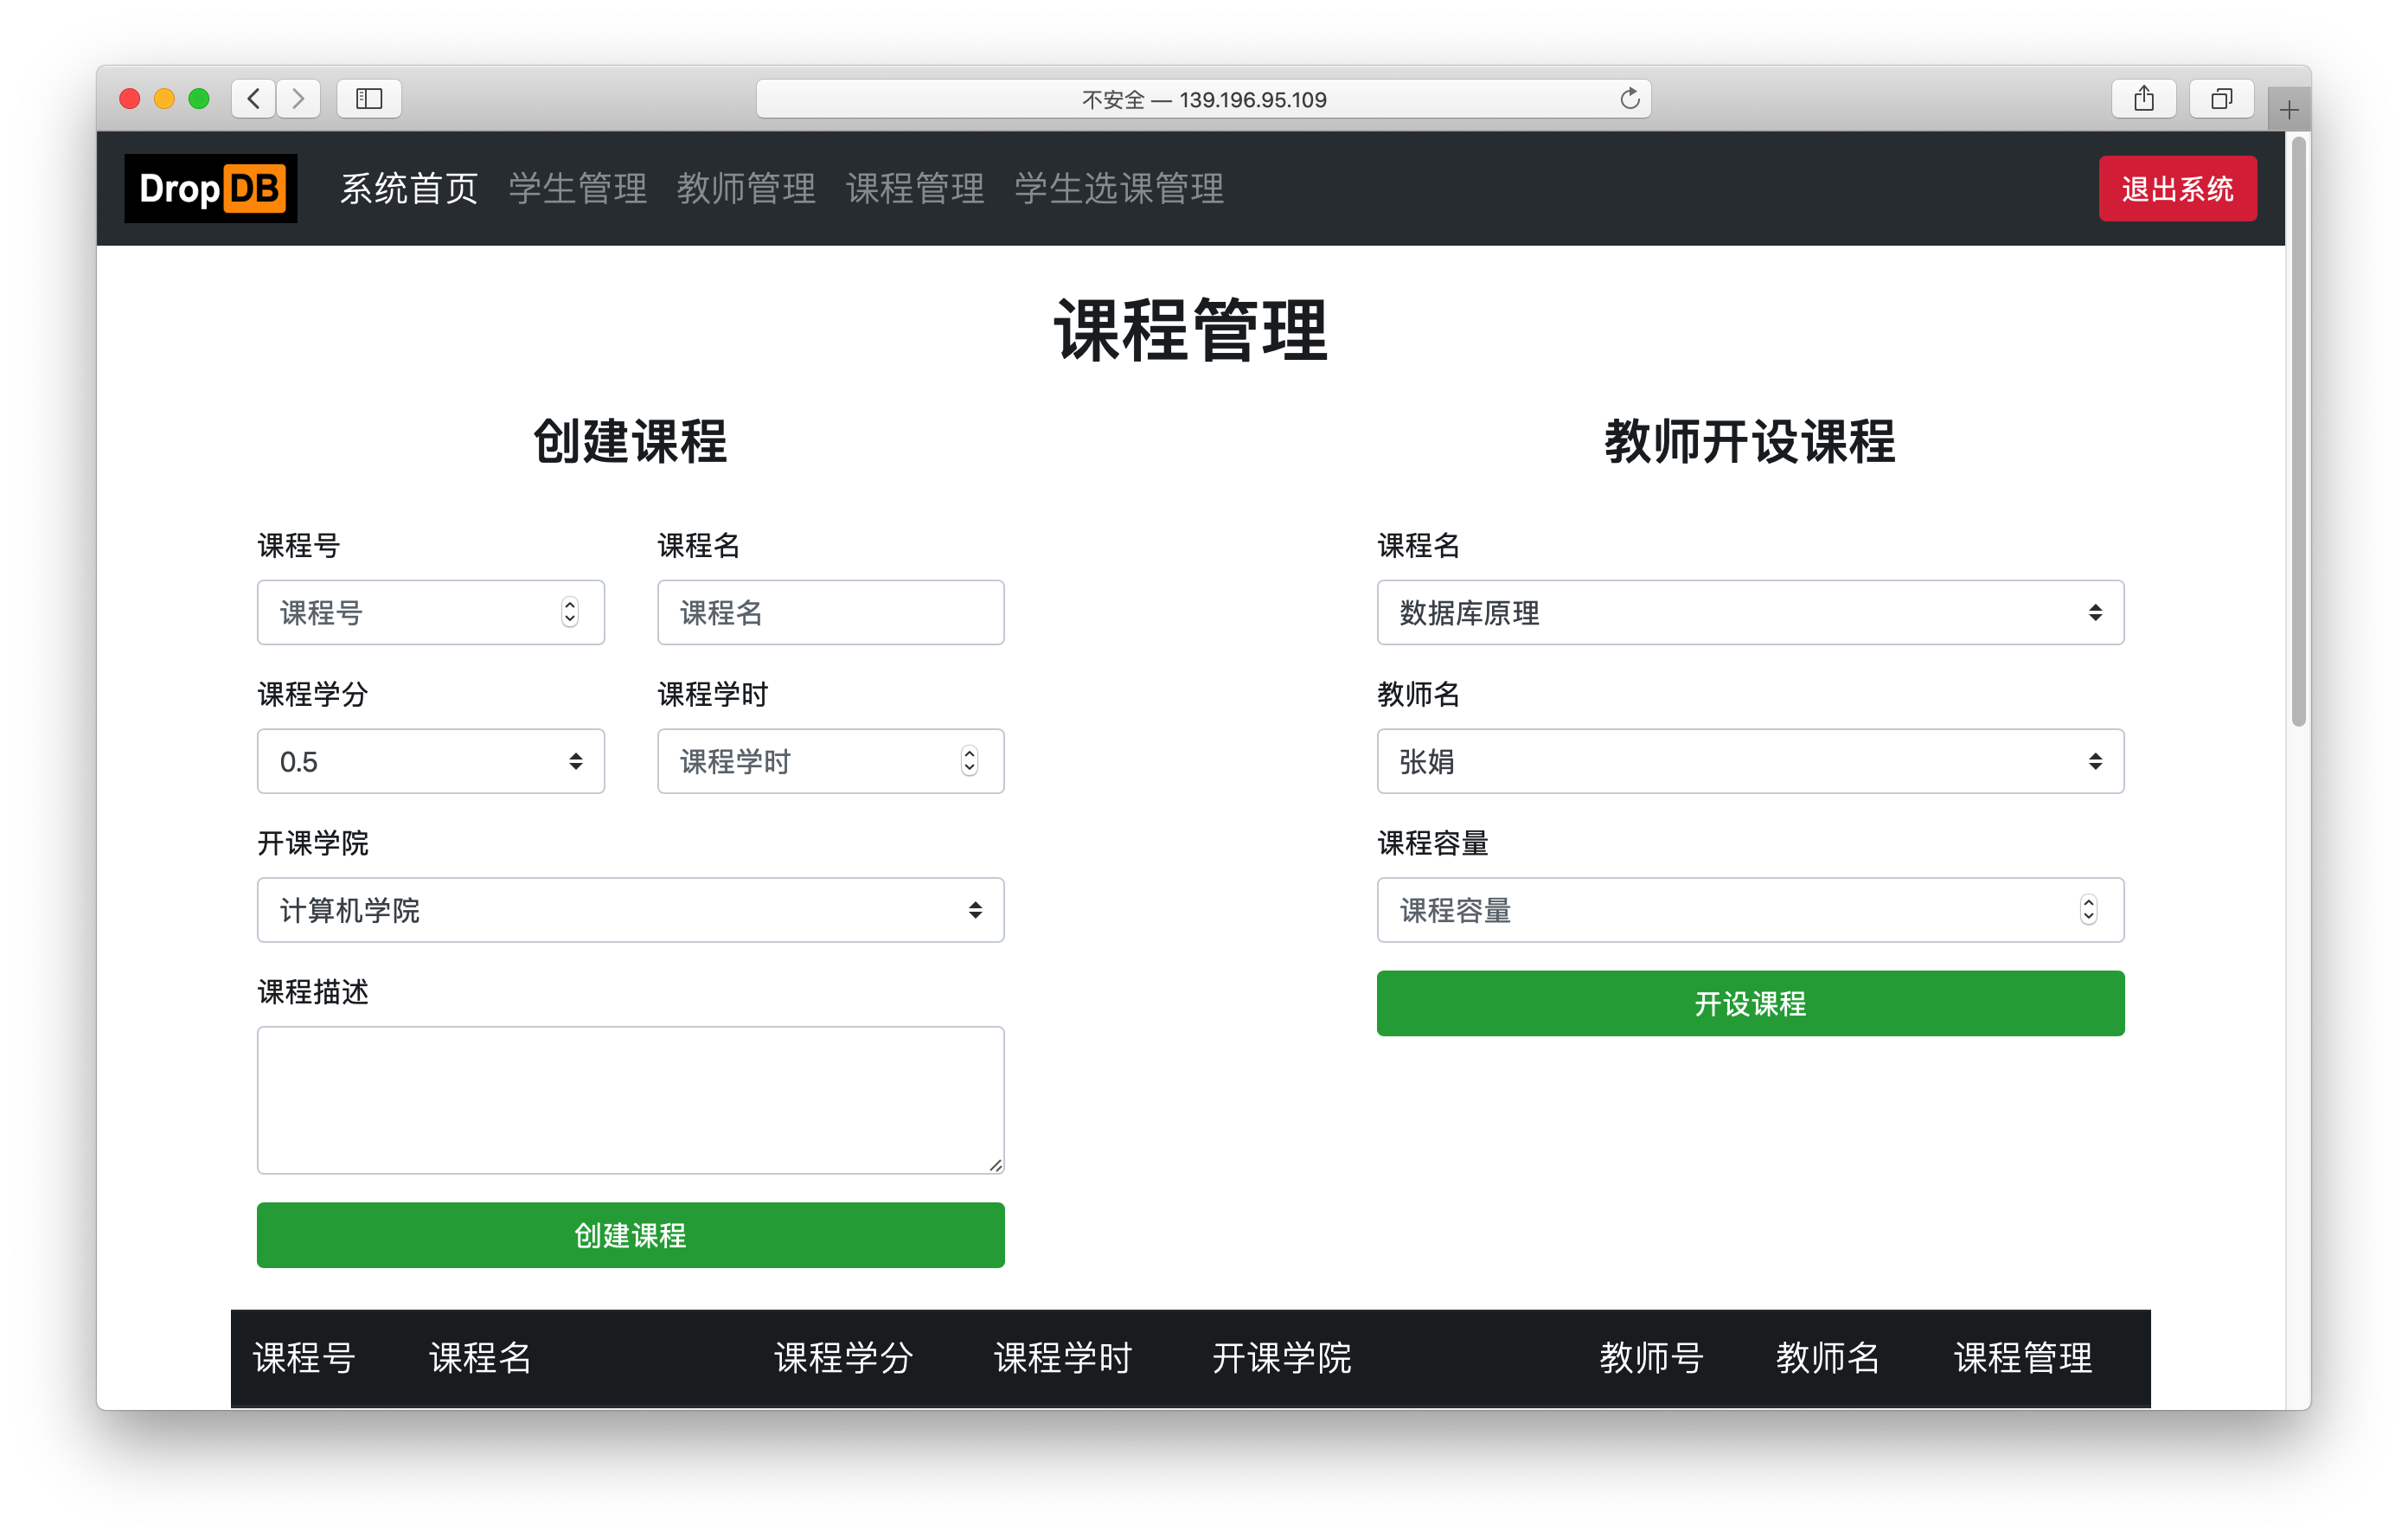 不安全 — 139.196.95.109
DropDB 系统首页 学生管理 教师管理 课程管理 学生选课管理 退出系统
课程管理
创建课程
课程号 课程名
课程号 课程名
课程学分 课程学时
0.5 课程学时
开课学院
计算机学院
课程描述
创建课程
教师开设课程
课程名
数据库原理
教师名
张娟
课程容量
课程容量
开设课程
课程号 课程名 课程学分 课程学时 开课学院 教师号 教师名 课程管理